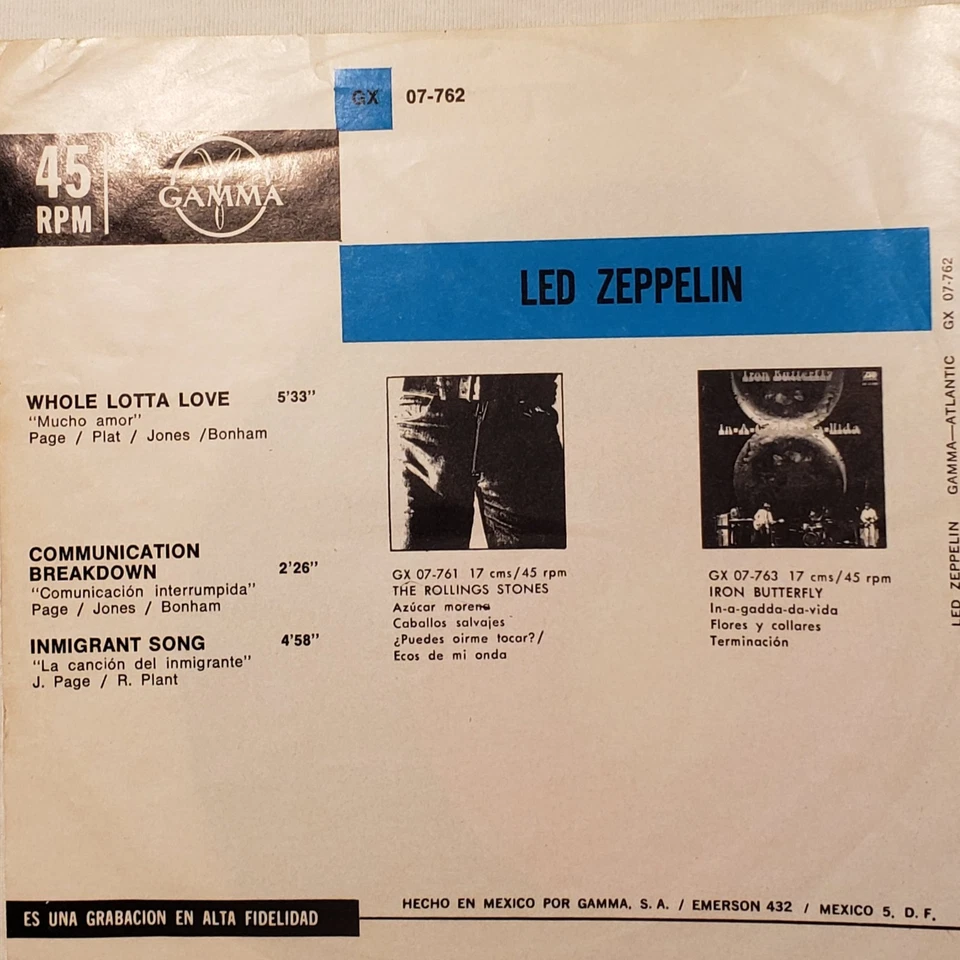 GX 07-762
45
RPM
GAMMA
LED ZEPPELIN
WHOLE LOTTA LOVE 5'33"
"Mucho amor"
Page / Plat / Jones /Bonham
COMMUNICATION
BREAKDOWN 2'26"
"Comunicación interrumpida"
Page / Jones / Bonham
INMIGRANT SONG 4'58"
"La canción del inmigrante"
J. Page / R. Plant
GX 07-761 17 cms/45 rpm
THE ROLLINGS STONES
Azúcar morena
Caballos salvajes
¿Puedes oirme tocar?/
Ecos de mi onda
Iron Butterfly
GX 07-763 17 cms/45 rpm
IRON BUTTERFLY
In-a-gadda-da-vida
Flores y collares
Terminación
LED ZEPPELIN GAMMA—ATLANTIC GX 07-762
ES UNA GRABACION EN ALTA FIDELIDAD
HECHO EN MEXICO POR GAMMA, S. A. / EMERSON 432 / MEXICO 5, D. F.